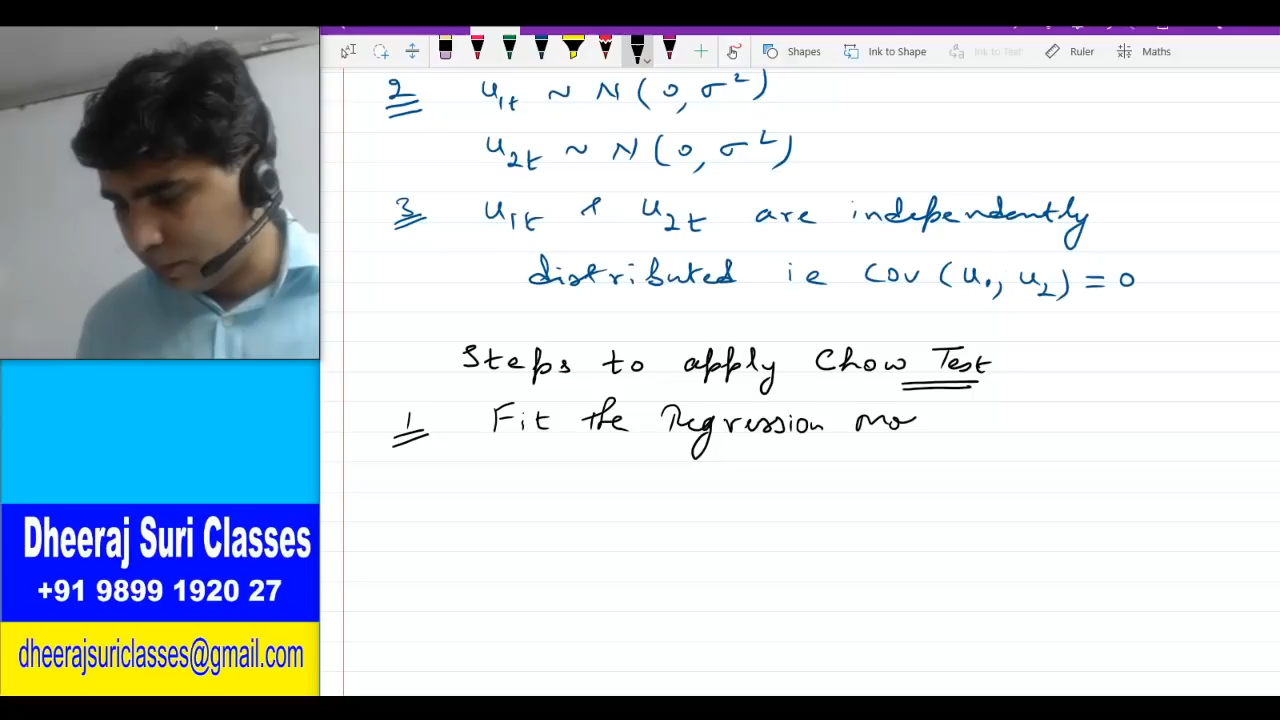 Shapes Ink to Shape Ink to Text Ruler Maths
2 u1t ~ N(0, σ²)
u2t ~ N(0, σ²)
3 u1t & u2t are independently
distributed ie Cov(u1, u2) = 0
Steps to apply Chow Test
1 Fit the Regression mo
Dheeraj Suri Classes
+91 9899 1920 27
dheerajsuriclasses@gmail.com